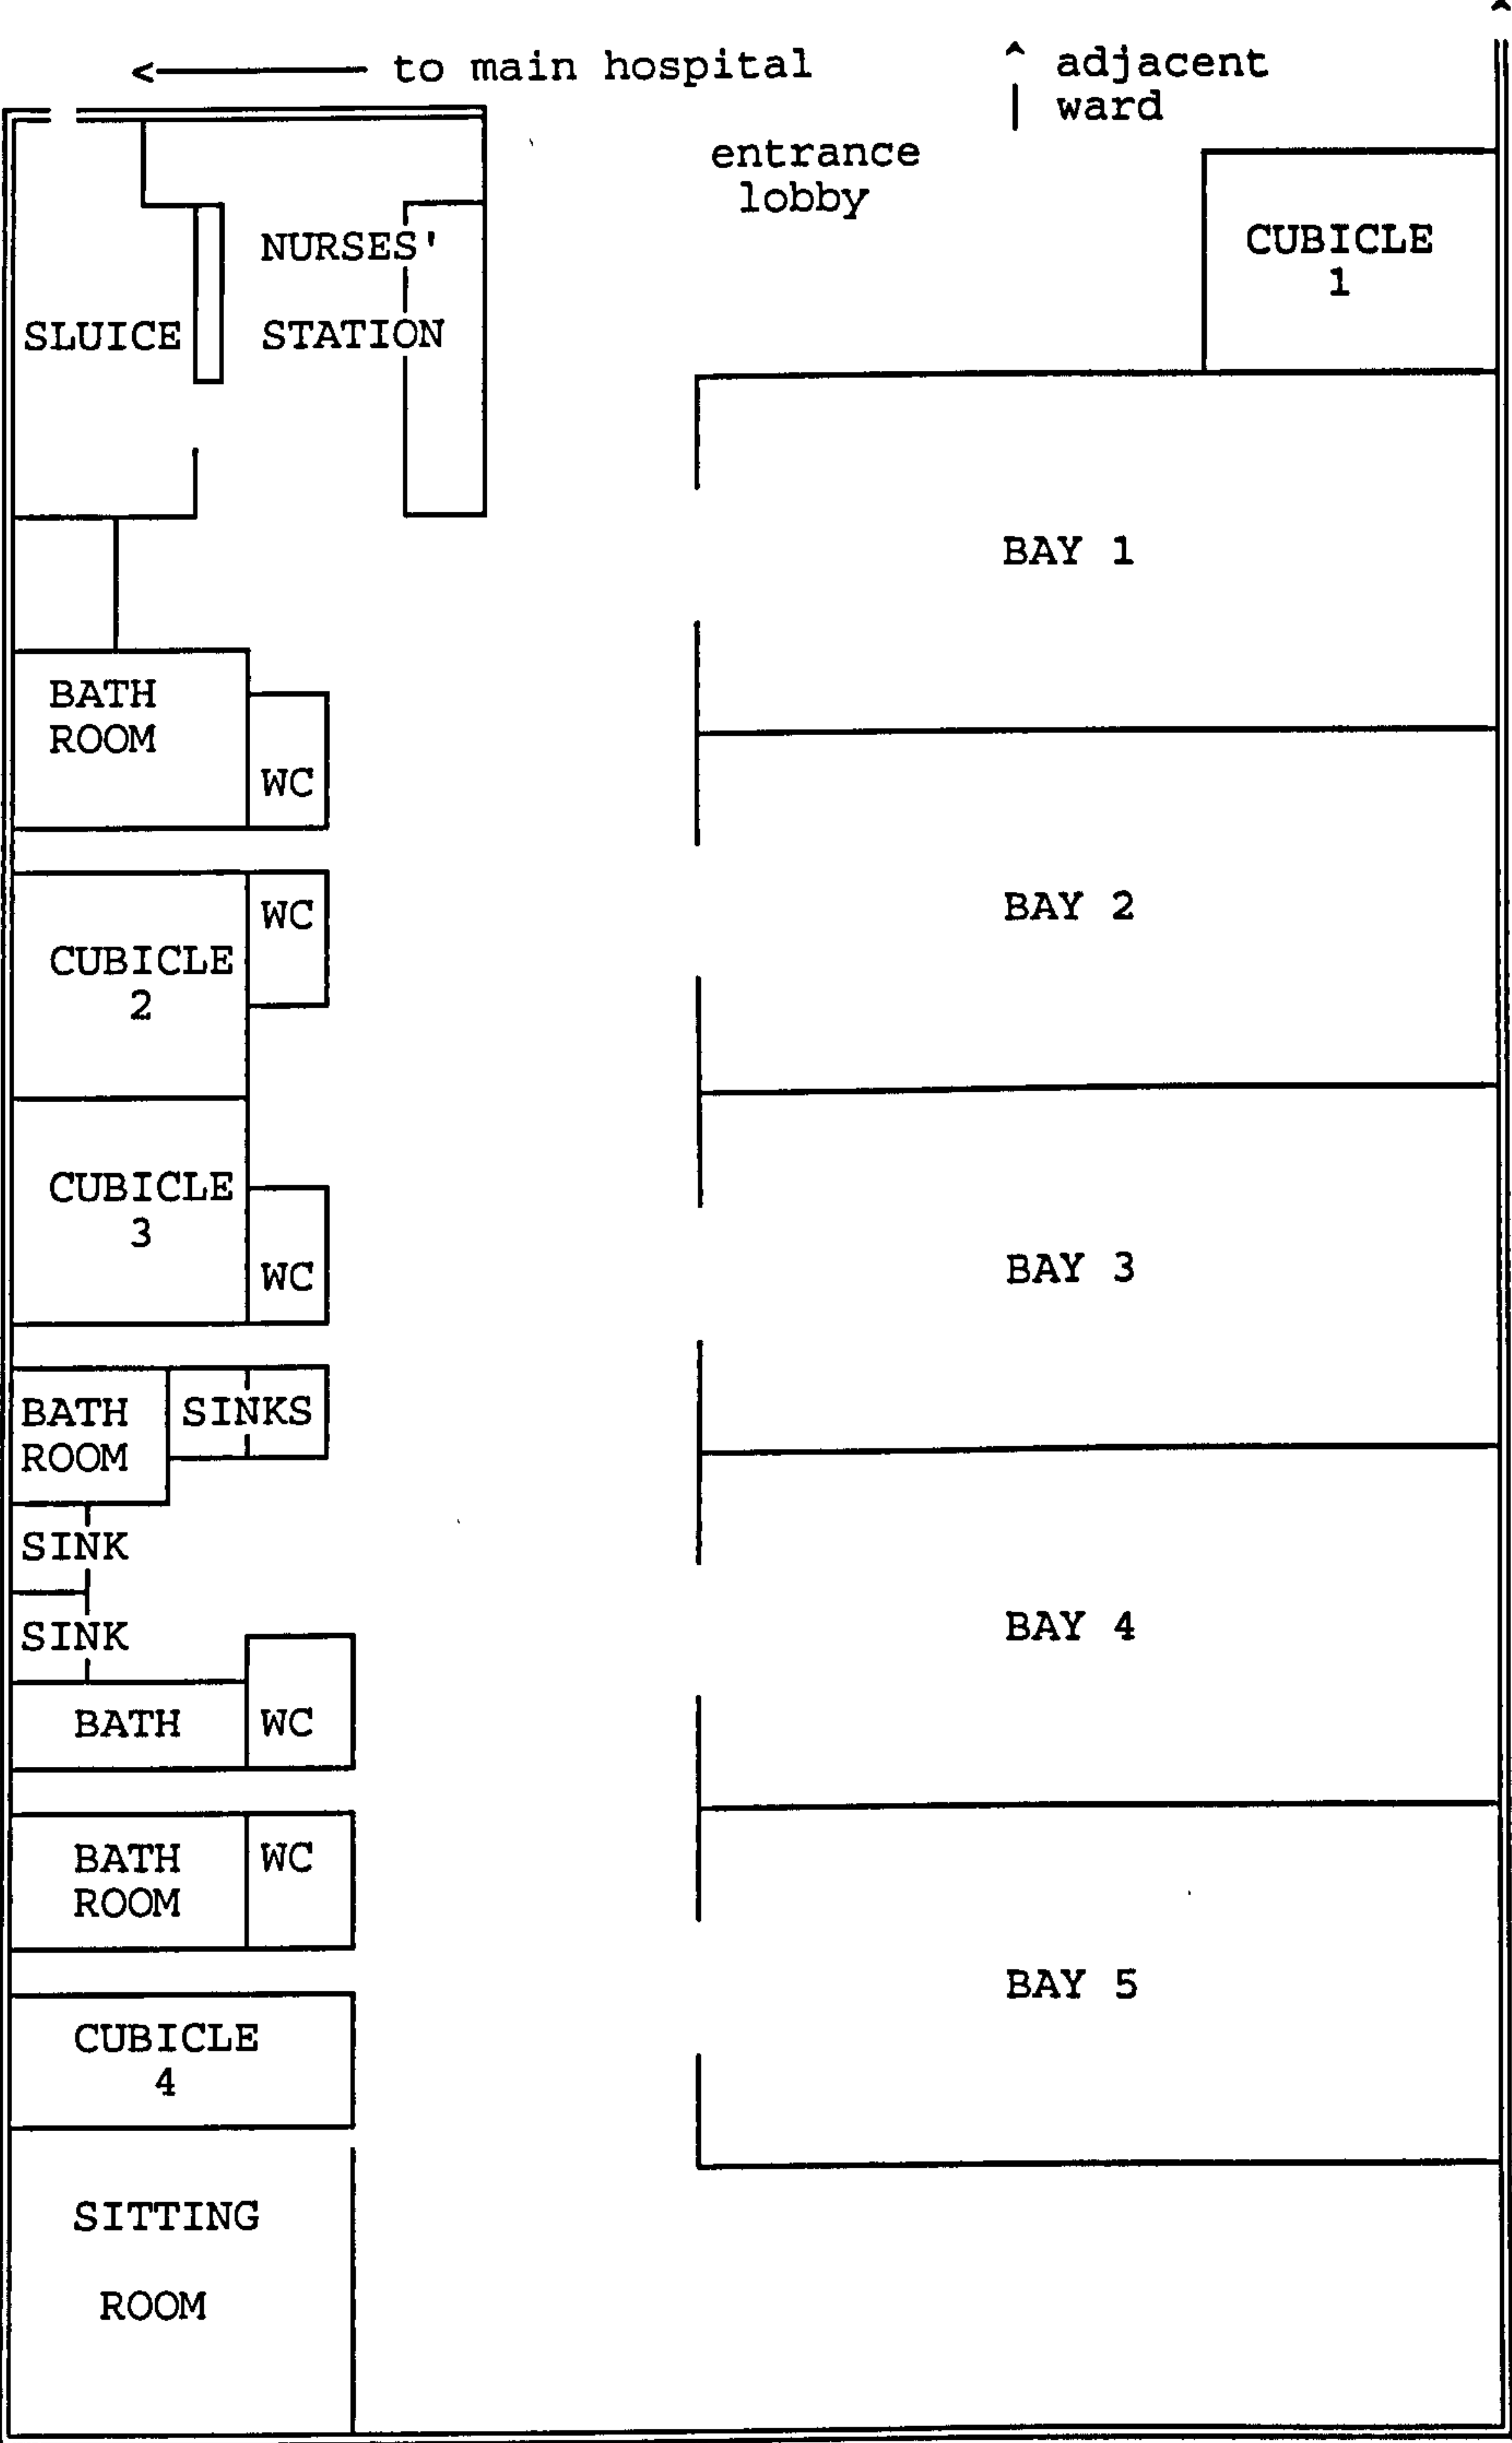 <——— to main hospital
^ adjacent
| ward
entrance
lobby
CUBICLE
1
NURSES'
STATION
SLUICE
BAY 1
BATH
ROOM
WC
BAY 2
WC
CUBICLE
2
CUBICLE
3
WC
BAY 3
BATH
ROOM
SINKS
SINK
SINK
BATH
WC
BAY 4
BATH
ROOM
WC
BAY 5
CUBICLE
4
SITTING
ROOM